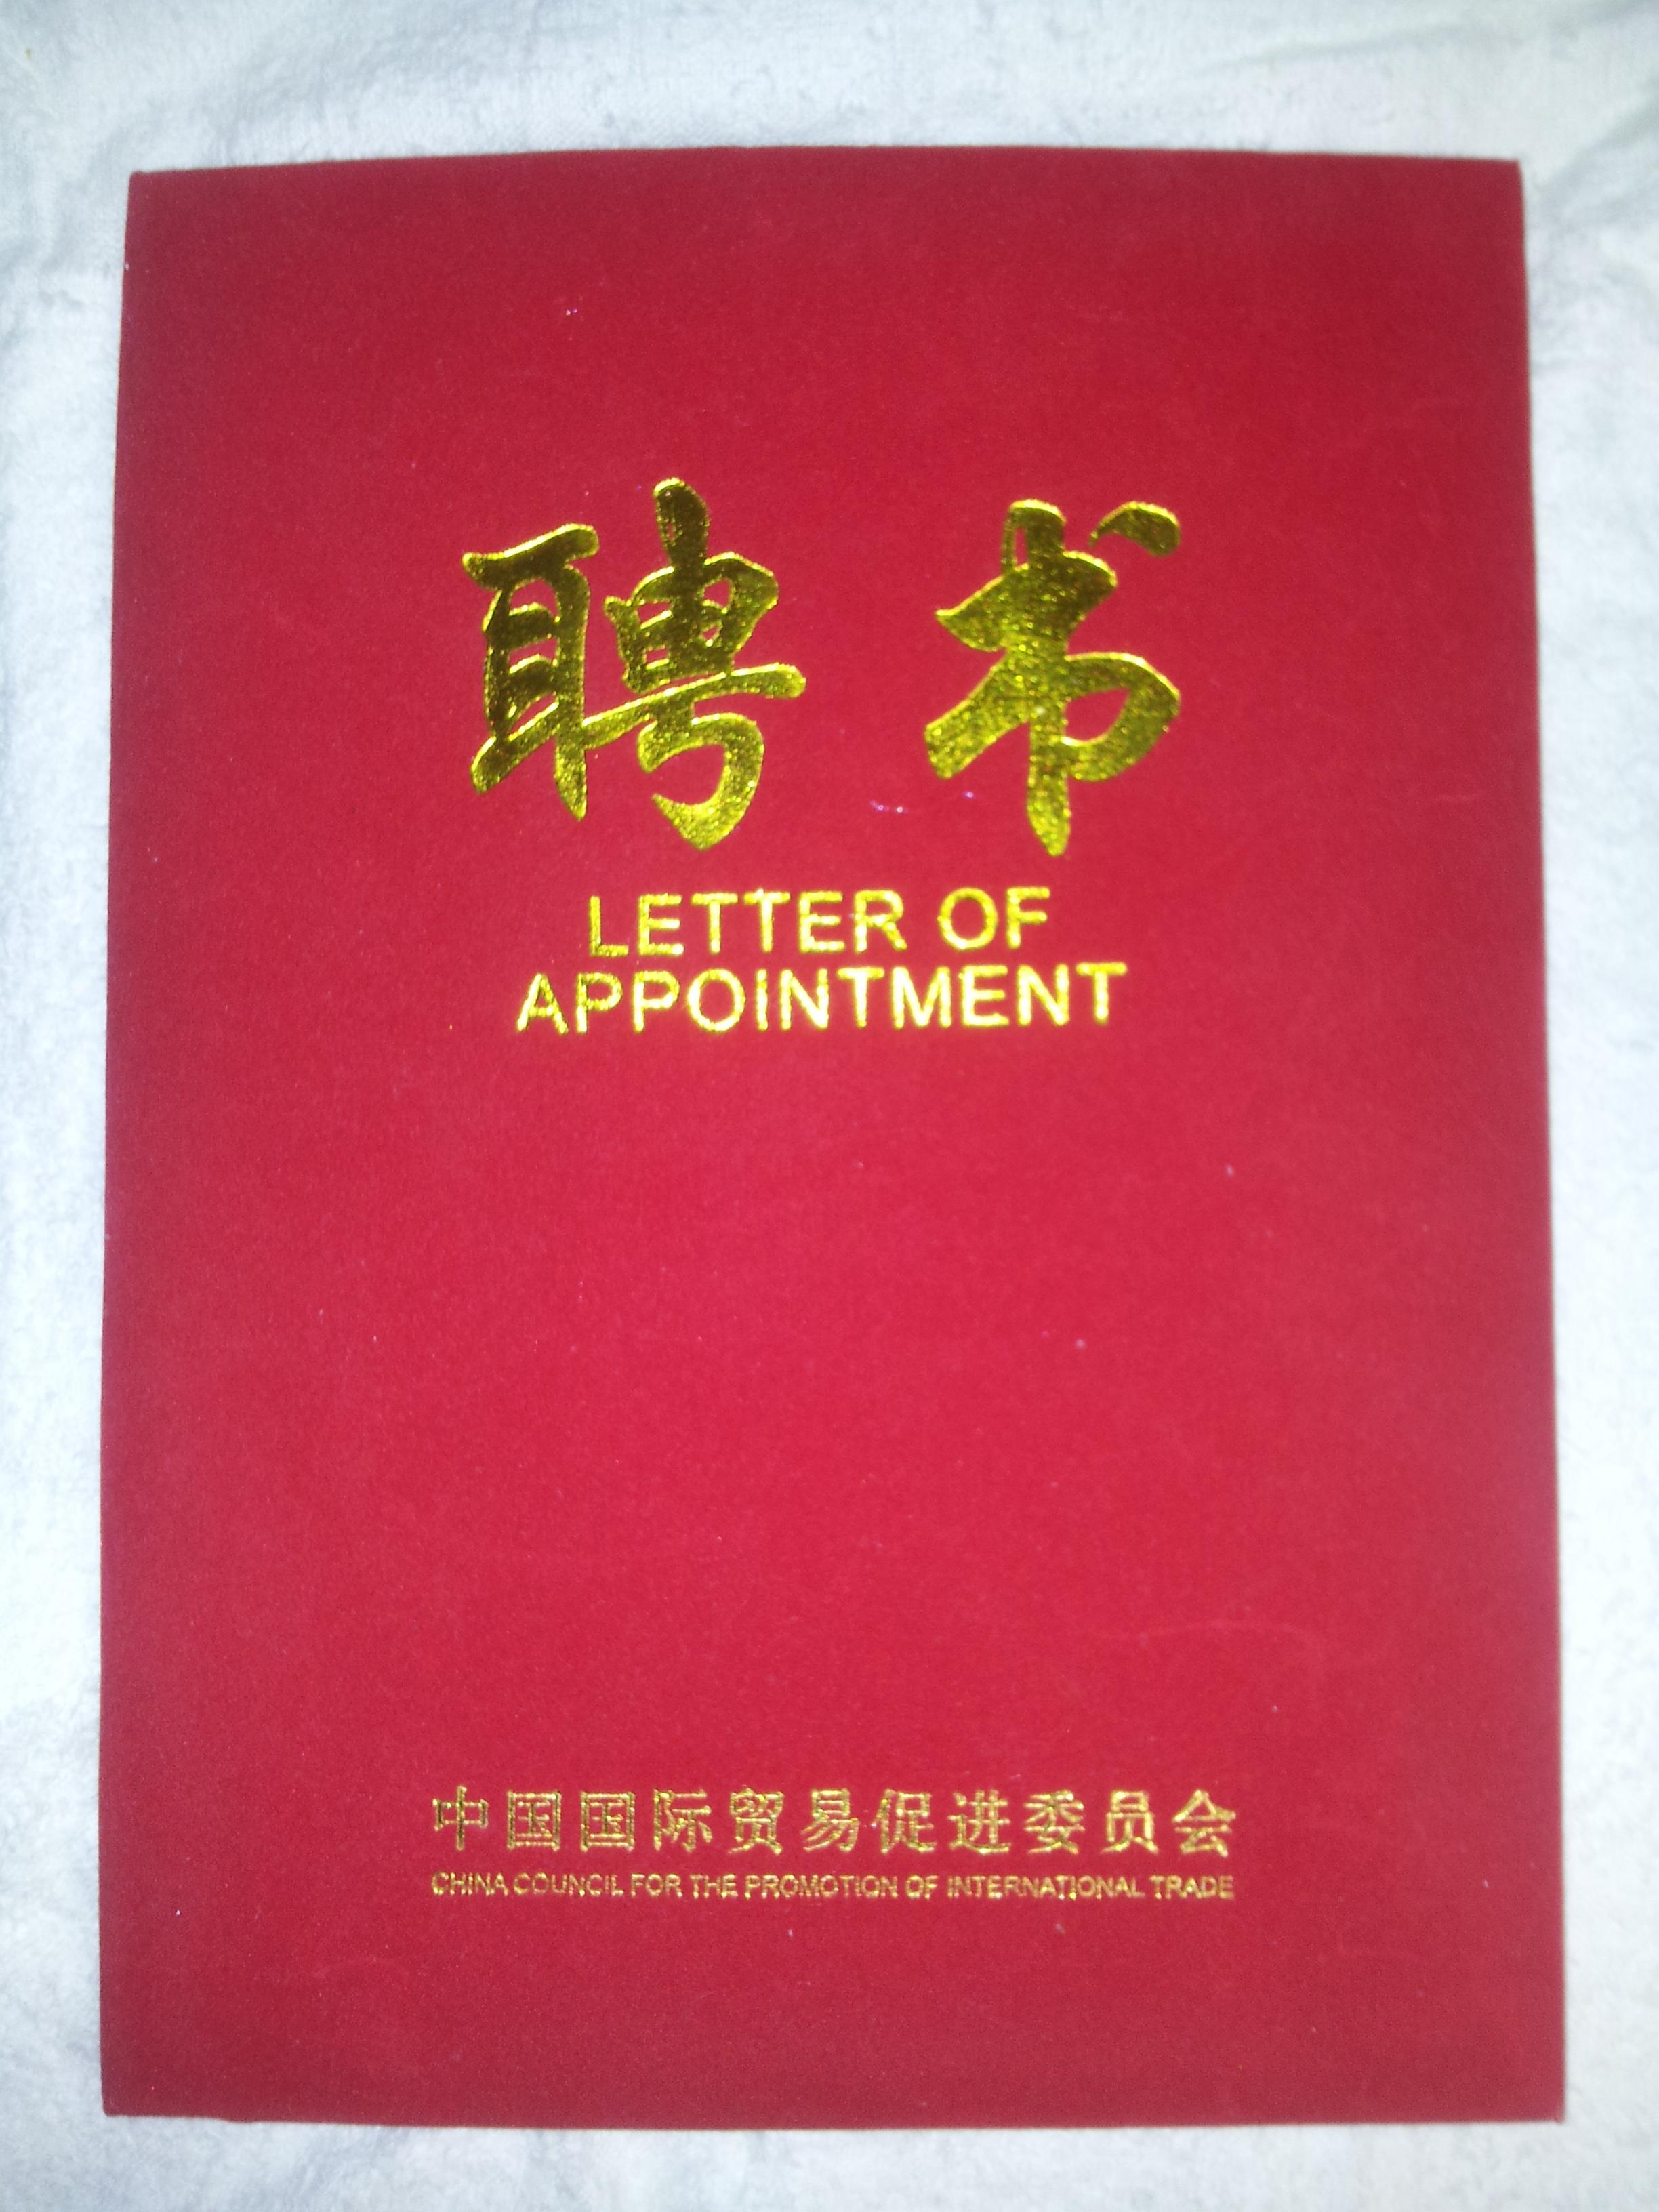 聘书
LETTER OF
APPOINTMENT
中国国际贸易促进委员会
CHINA COUNCIL FOR THE PROMOTION OF INTERNATIONAL TRADE